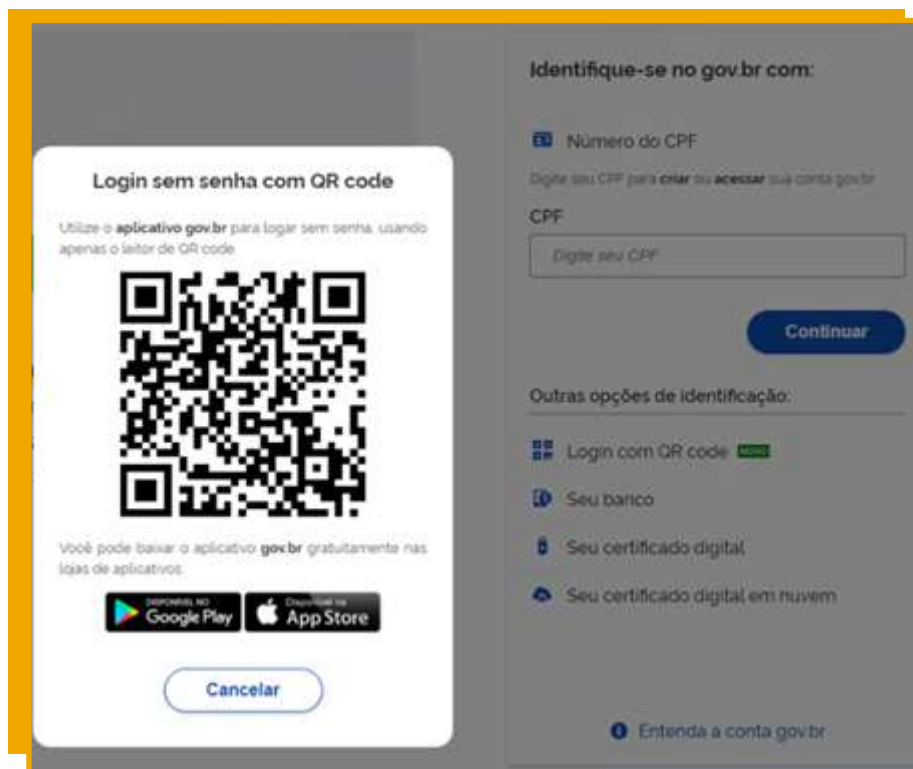 Login sem senha com QR code
Utilize o aplicativo gov.br para logar sem senha, usando
apenas o leitor de QR code
Você pode baixar o aplicativo gov.br gratuitamente nas
lojas de aplicativos.
DISPONÍVEL NO
Google Play
Disponível na
App Store
Cancelar
Identifique-se no gov.br com:
Número do CPF
Digite seu CPF para criar ou acessar sua conta gov.br
CPF
Digite seu CPF
Continuar
Outras opções de identificação:
Login com QR code NOVO
Seu banco
Seu certificado digital
Seu certificado digital em nuvem
Entenda a conta gov.br